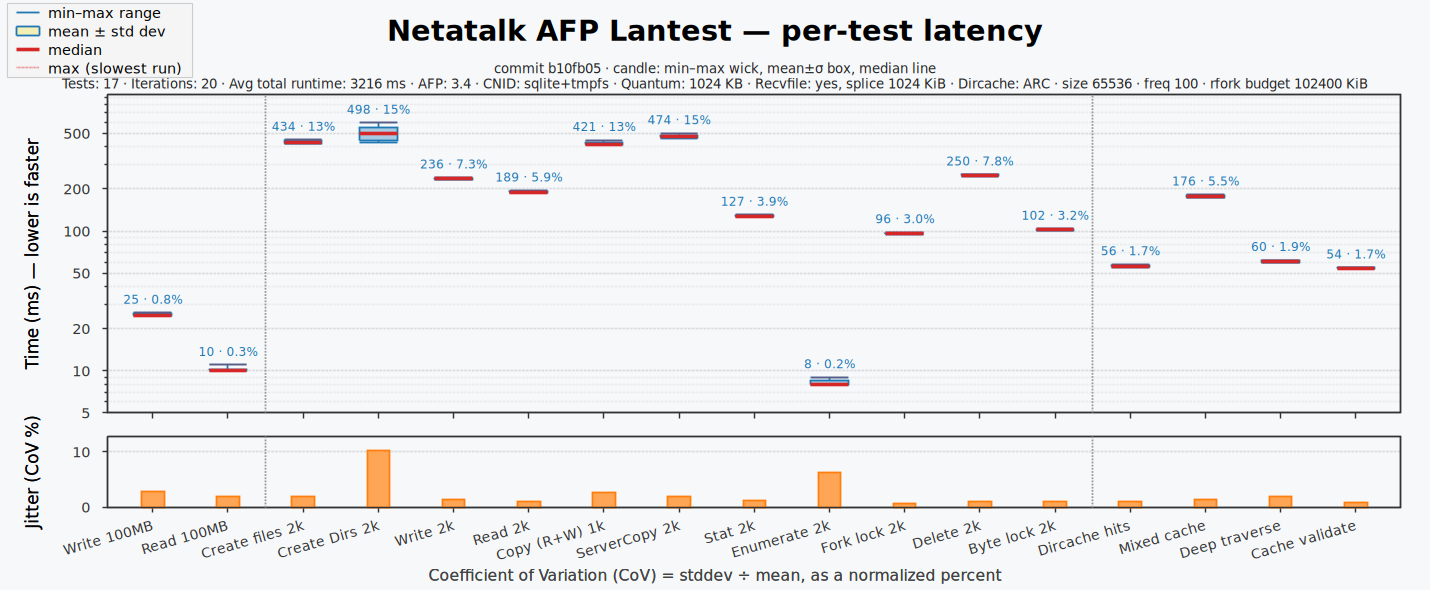 min–max range
mean ± std dev
median
max (slowest run)
Netatalk AFP Lantest — per-test latency
commit b10fb05 · candle: min–max wick, mean±σ box, median line
Tests: 17 · Iterations: 20 · Avg total runtime: 3216 ms · AFP: 3.4 · CNID: sqlite+tmpfs · Quantum: 1024 KB · Recvfile: yes, splice 1024 KiB · Dircache: ARC · size 65536 · freq 100 · rfork budget 102400 KiB
Time (ms) — lower is faster
500
200
100
50
20
10
5
25 · 0.8%
10 · 0.3%
434 · 13%
498 · 15%
236 · 7.3%
189 · 5.9%
421 · 13%
474 · 15%
127 · 3.9%
8 · 0.2%
96 · 3.0%
250 · 7.8%
102 · 3.2%
56 · 1.7%
176 · 5.5%
60 · 1.9%
54 · 1.7%
Jitter (CoV %)
10
0
Write 100MB
Read 100MB
Create files 2k
Create Dirs 2k
Write 2k
Read 2k
Copy (R+W) 1k
ServerCopy 2k
Stat 2k
Enumerate 2k
Fork lock 2k
Delete 2k
Byte lock 2k
Dircache hits
Mixed cache
Deep traverse
Cache validate
Coefficient of Variation (CoV) = stddev ÷ mean, as a normalized percent